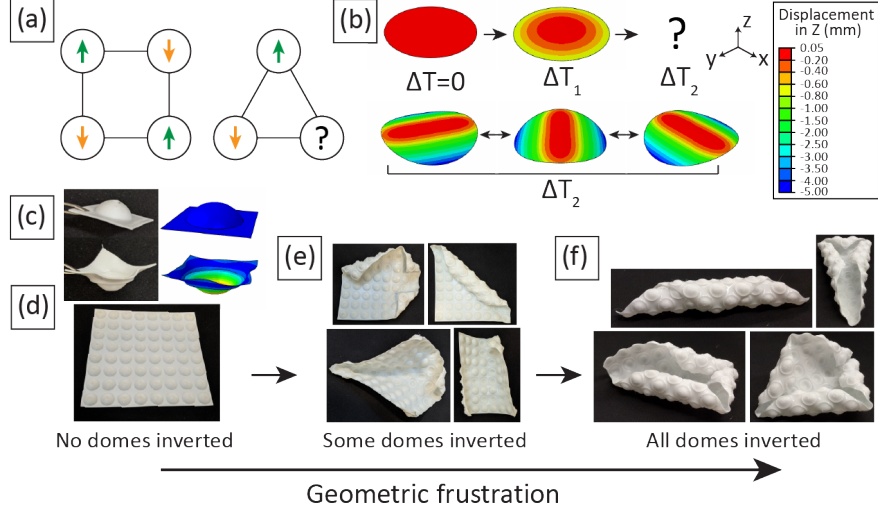 (a)
?
(b)
ΔT=0
ΔT1
?
ΔT2
z
y
x
ΔT2
Displacement
in Z (mm)
0.05
-0.20
-0.40
-0.60
-0.80
-1.00
-1.50
-2.00
-2.50
-3.00
-3.50
-4.00
-5.00
(c)
(d)
(e)
(f)
No domes inverted
Some domes inverted
All domes inverted
Geometric frustration